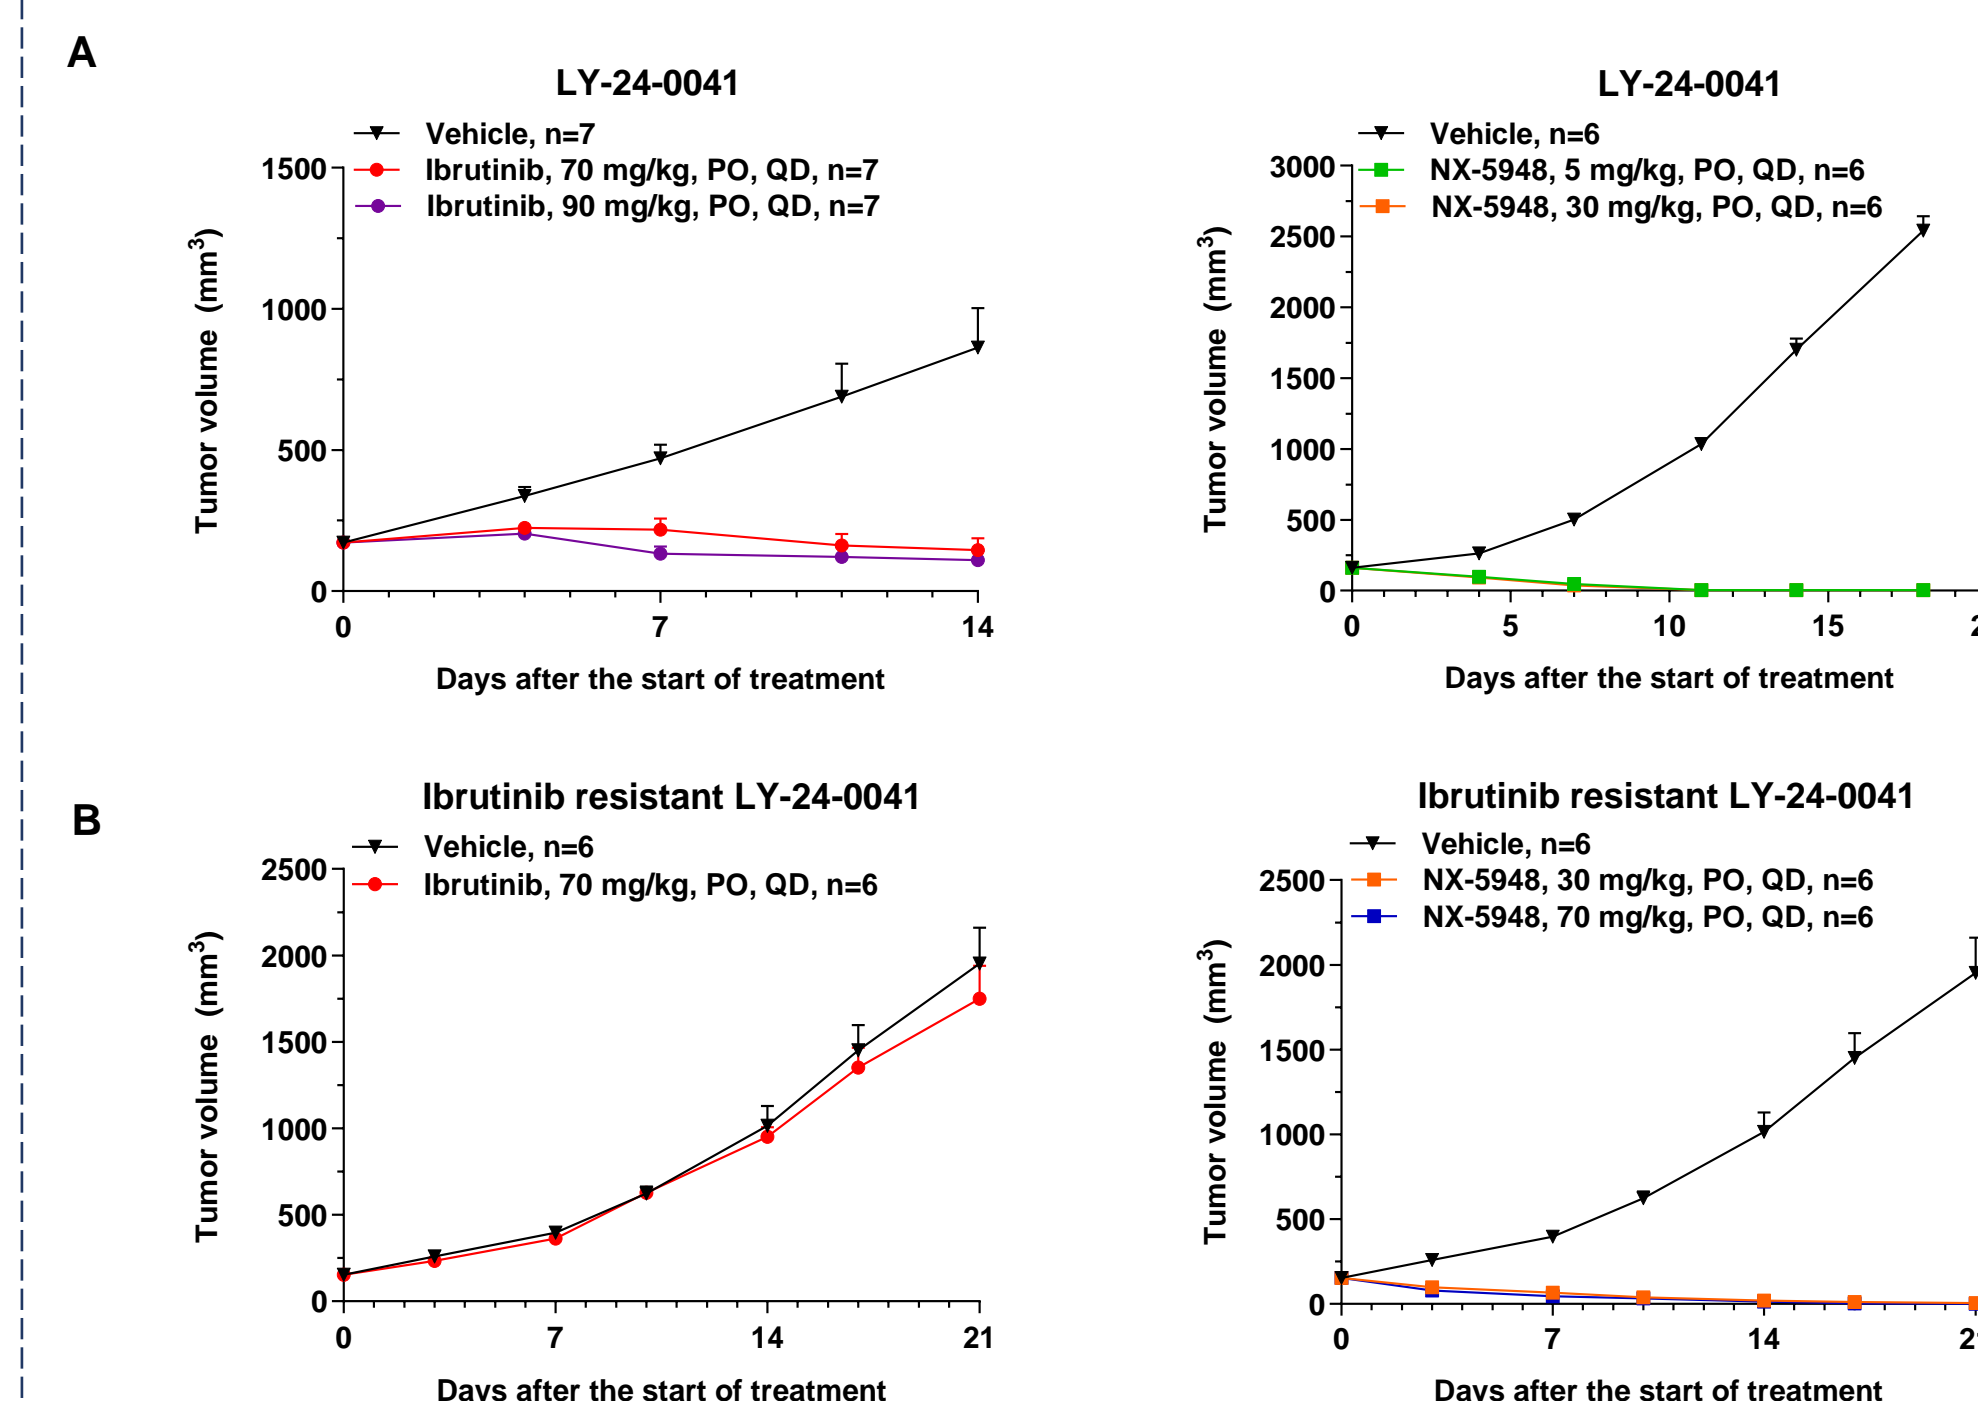 A
LY-24-0041
Vehicle, n=7
Ibrutinib, 70 mg/kg, PO, QD, n=7
Ibrutinib, 90 mg/kg, PO, QD, n=7
1500
1000
500
0
Tumor volume (mm3)
0 7 14
Days after the start of treatment
LY-24-0041
Vehicle, n=6
NX-5948, 5 mg/kg, PO, QD, n=6
NX-5948, 30 mg/kg, PO, QD, n=6
3000
2500
2000
1500
1000
500
0
Tumor volume (mm3)
0 5 10 15
Days after the start of treatment
B
Ibrutinib resistant LY-24-0041
Vehicle, n=6
Ibrutinib, 70 mg/kg, PO, QD, n=6
2500
2000
1500
1000
500
0
Tumor volume (mm3)
0 7 14 21
Days after the start of treatment
Ibrutinib resistant LY-24-0041
Vehicle, n=6
NX-5948, 30 mg/kg, PO, QD, n=6
NX-5948, 70 mg/kg, PO, QD, n=6
2500
2000
1500
1000
500
0
Tumor volume (mm3)
0 7 14
Days after the start of treatment